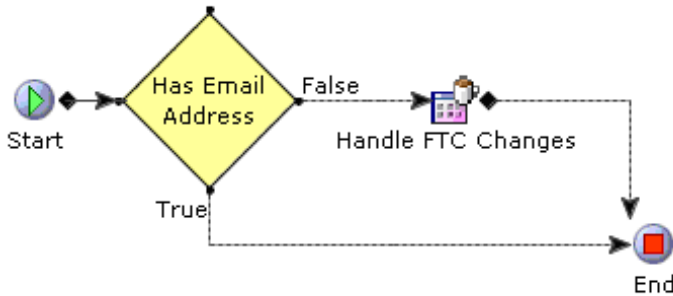 Has Email
Address
False
Start
Handle FTC Changes
True
End